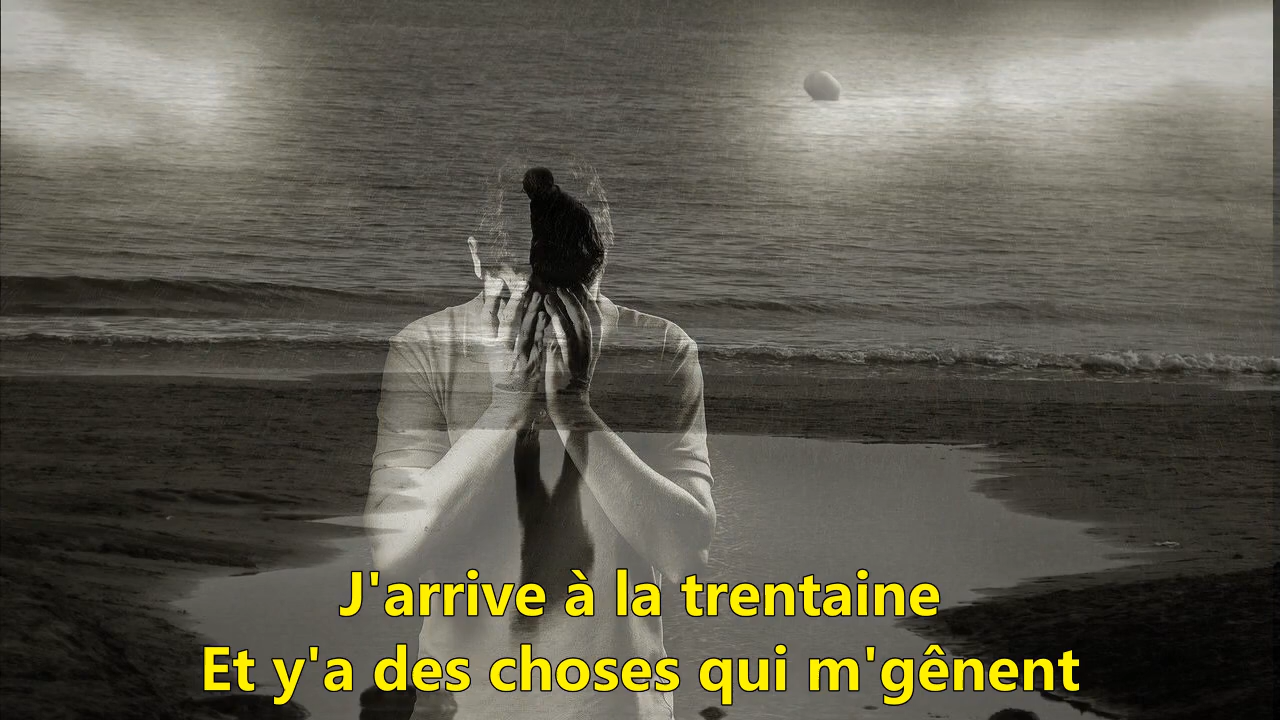 J'arrive à la trentaine
Et y'a des choses qui m'gênent